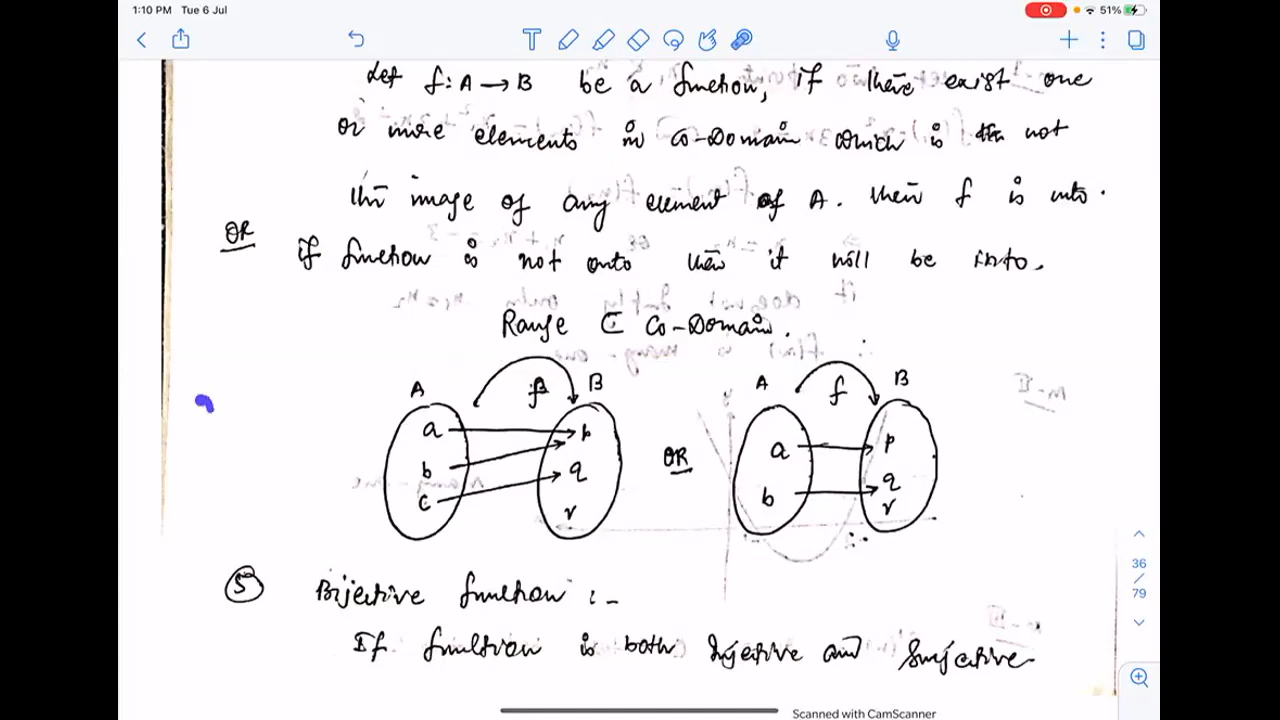 1:10 PM Tue 6 Jul
51%
Let f: A → B be a function, if there exist one
or more elements in Co-Domain which is not
the image of any element of A. then f is into.
OR
if function is not onto then it will be into.
Range ⊂ Co-Domain.
A f B
a p
b q
c r
OR
A f B
a p
b q
r
36
/
79
5 Bijective function :-
If function is both Injective and Surjective
Scanned with CamScanner